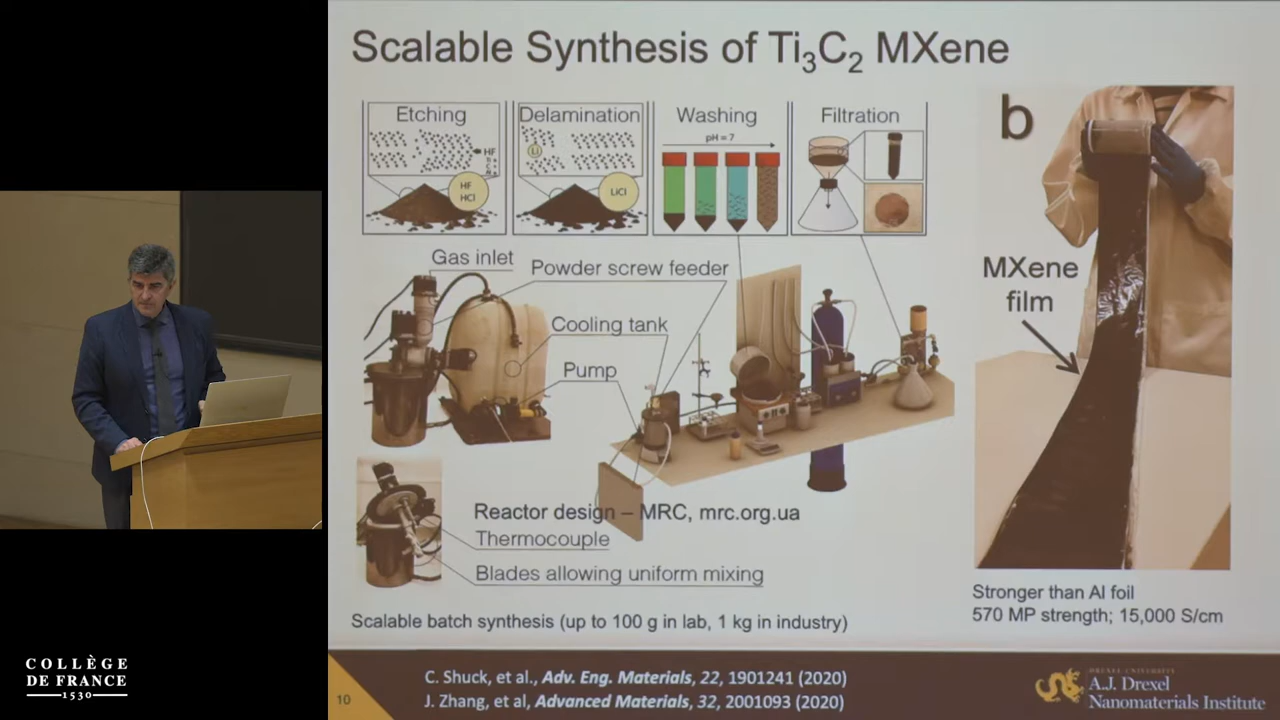 Scalable Synthesis of Ti₃C₂ MXene
Etching
HF
HF
HCl
Delamination
Li
LiCl
Washing
pH = 7
Filtration
b
MXene
film
Gas inlet
Powder screw feeder
Cooling tank
Pump
Reactor design – MRC, mrc.org.ua
Thermocouple
Blades allowing uniform mixing
Scalable batch synthesis (up to 100 g in lab, 1 kg in industry)
Stronger than Al foil
570 MP strength; 15,000 S/cm
COLLÈGE
DE FRANCE
1530
10
C. Shuck, et al., Adv. Eng. Materials, 22, 1901241 (2020)
J. Zhang, et al, Advanced Materials, 32, 2001093 (2020)
DREXEL UNIVERSITY
A.J. Drexel
Nanomaterials Institute